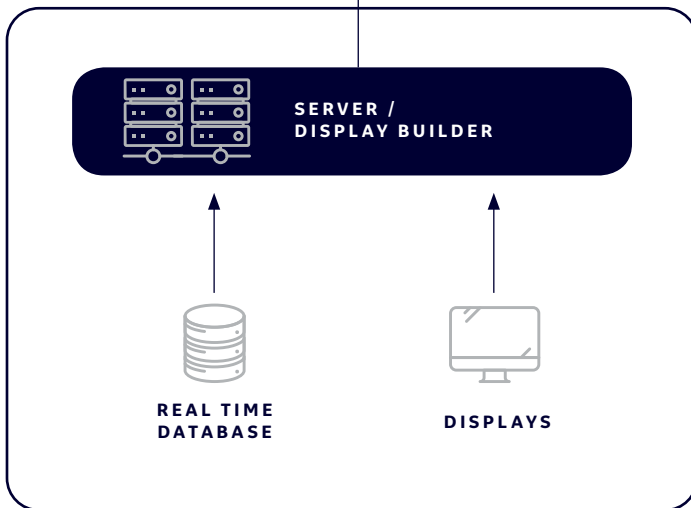 SERVER /
DISPLAY BUILDER
REAL TIME
DATABASE
DISPLAYS